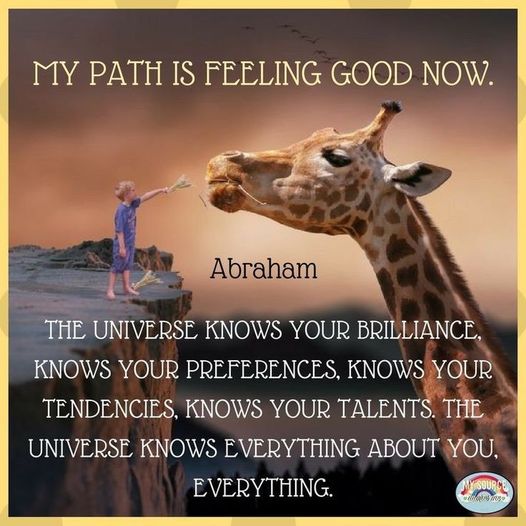 MY PATH IS FEELING GOOD NOW.
Abraham
THE UNIVERSE KNOWS YOUR BRILLIANCE,
KNOWS YOUR PREFERENCES, KNOWS YOUR
TENDENCIES, KNOWS YOUR TALENTS. THE
UNIVERSE KNOWS EVERYTHING ABOUT YOU,
EVERYTHING.
MY SOURCE